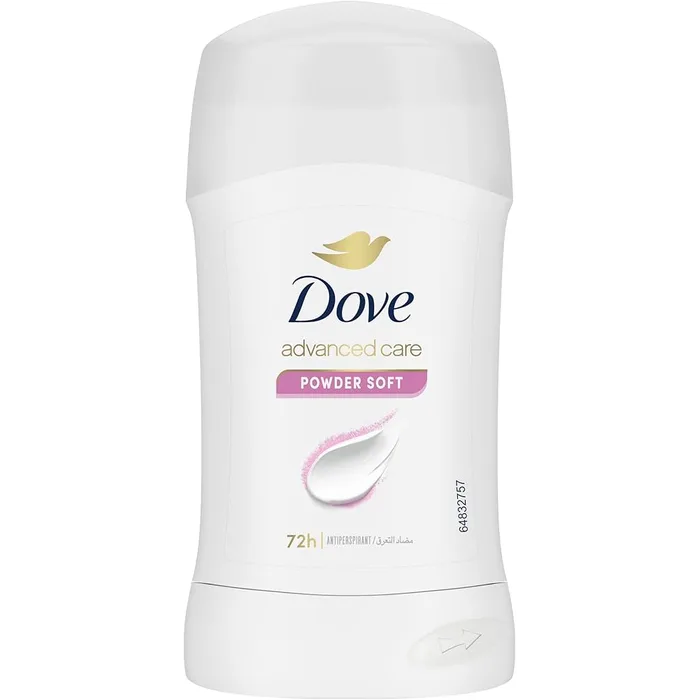 Dove
advanced care
POWDER SOFT
72h | ANTIPERSPIRANT / مضاد التعرق
64832757